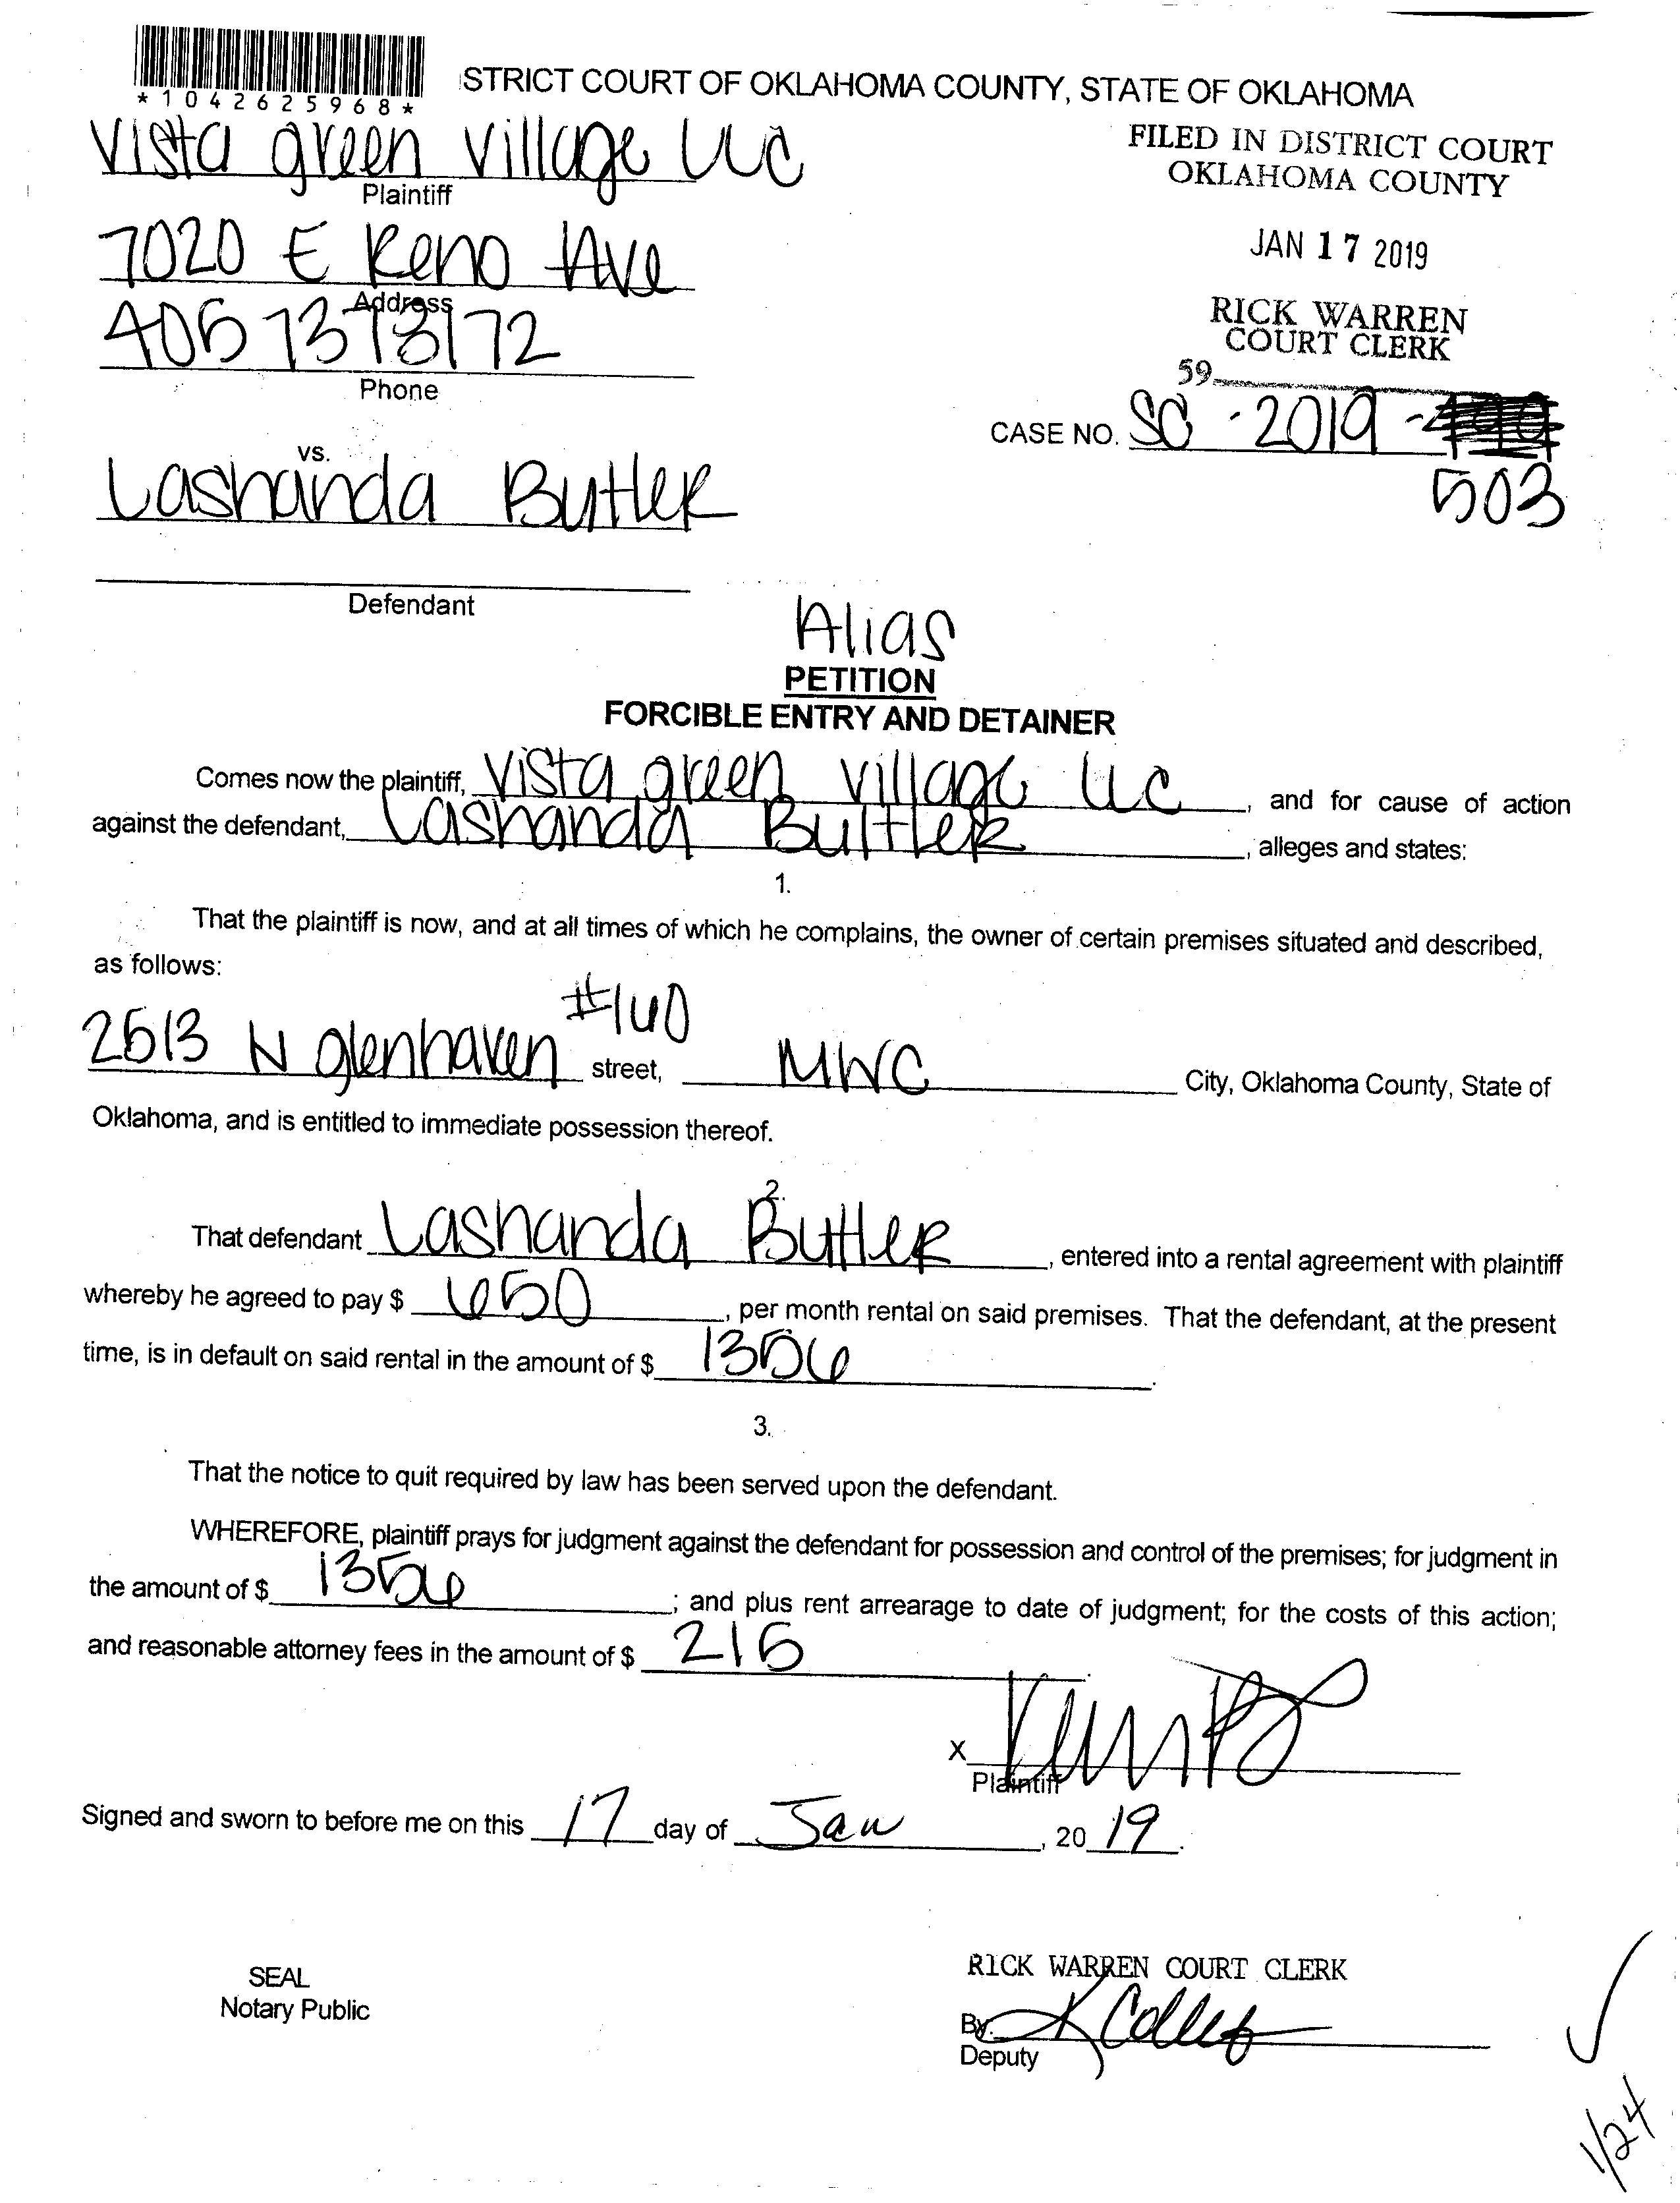 *1042625968*
STRICT COURT OF OKLAHOMA COUNTY, STATE OF OKLAHOMA
Vista green village LLC
Plaintiff
FILED IN DISTRICT COURT
OKLAHOMA COUNTY
7020 E Reno Ave
Address
JAN 17 2019
405 7373172
Phone
RICK WARREN
COURT CLERK
59
CASE NO. SC - 2019 -
503
vs.
Lashanda Butler
Defendant
Alias
PETITION
FORCIBLE ENTRY AND DETAINER
Comes now the plaintiff, Vista green village LLC, and for cause of action
against the defendant, Lashanda Butler, alleges and states:
1.
That the plaintiff is now, and at all times of which he complains, the owner of certain premises situated and described,
as follows:
#160
2513 N glenhaven street, MWC City, Oklahoma County, State of
Oklahoma, and is entitled to immediate possession thereof.
2.
That defendant Lashanda Butler, entered into a rental agreement with plaintiff
whereby he agreed to pay $ 650, per month rental on said premises. That the defendant, at the present
time, is in default on said rental in the amount of $ 1356.
3.
That the notice to quit required by law has been served upon the defendant.
WHEREFORE, plaintiff prays for judgment against the defendant for possession and control of the premises; for judgment in
the amount of $ 1356; and plus rent arrearage to date of judgment; for the costs of this action;
and reasonable attorney fees in the amount of $ 215.
X
Plaintiff
Signed and sworn to before me on this 17 day of Jan, 20 19.
SEAL
Notary Public
RICK WARREN COURT CLERK
By: K Collet
Deputy
1/24